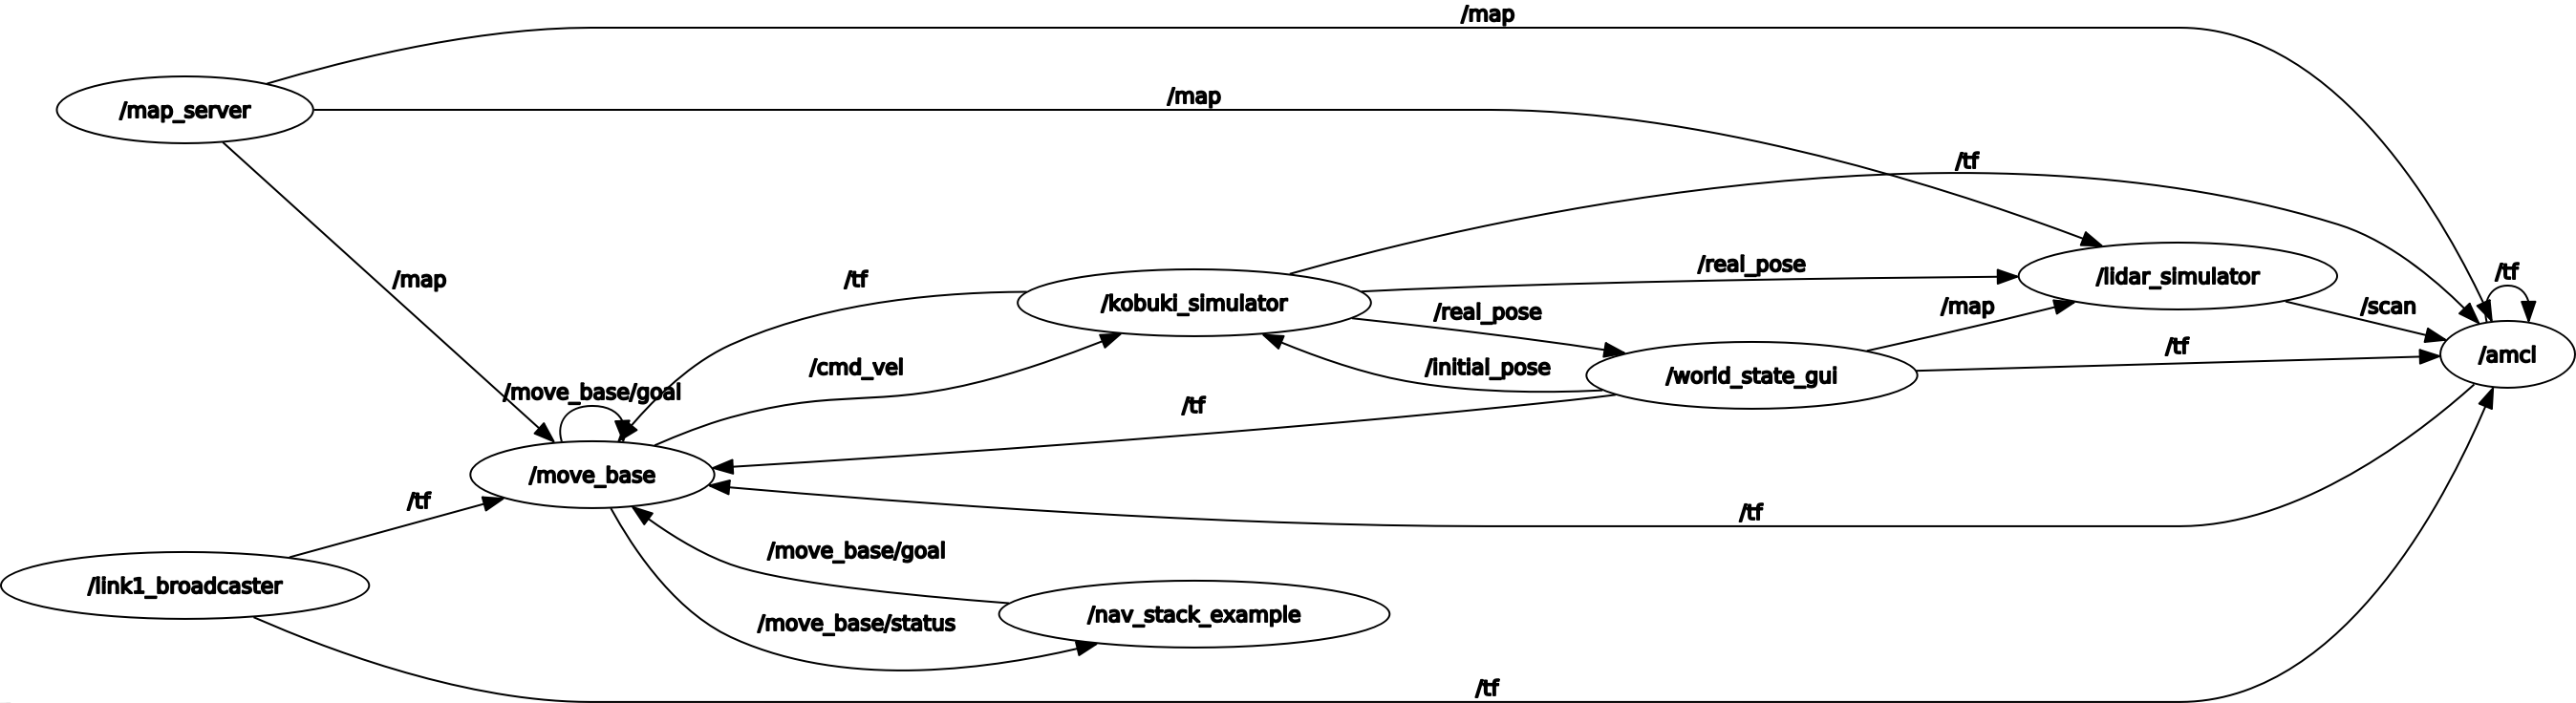 /map
/map_server
/map
/tf
/map
/tf
/kobuki_simulator
/real_pose
/lidar_simulator
/tf
/real_pose
/map
/scan
/cmd_vel
/initial_pose
/world_state_gui
/tf
/amcl
/move_base/goal
/tf
/move_base
/tf
/tf
/move_base/goal
/link1_broadcaster
/nav_stack_example
/move_base/status
/tf